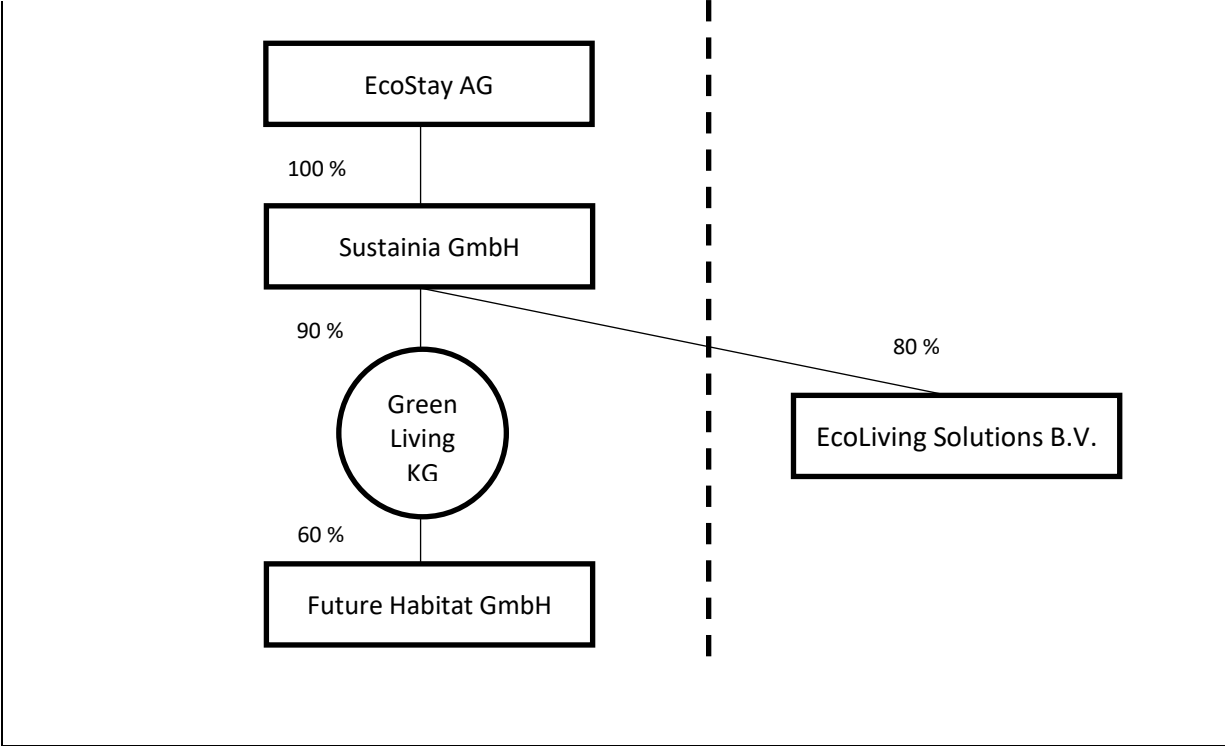 EcoStay AG
100 %
Sustainia GmbH
90 %
80 %
Green
Living
KG
EcoLiving Solutions B.V.
60 %
Future Habitat GmbH